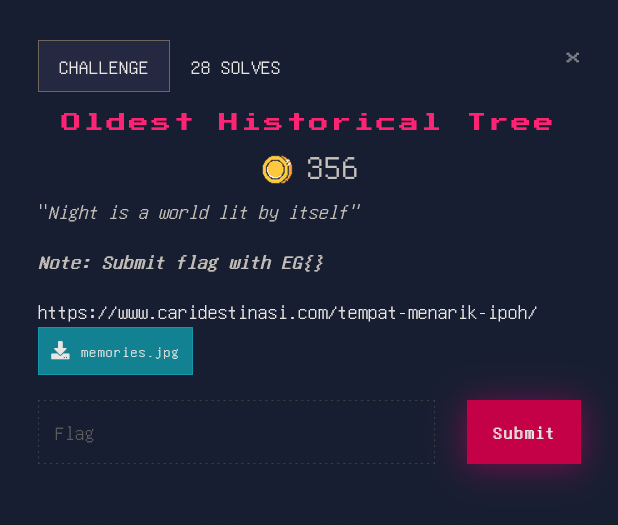 CHALLENGE
28 SOLVES
×
Oldest Historical Tree
356
"Night is a world lit by itself"
Note: Submit flag with EG{}
https://www.caridestinasi.com/tempat-menarik-ipoh/
memories.jpg
Flag
Submit